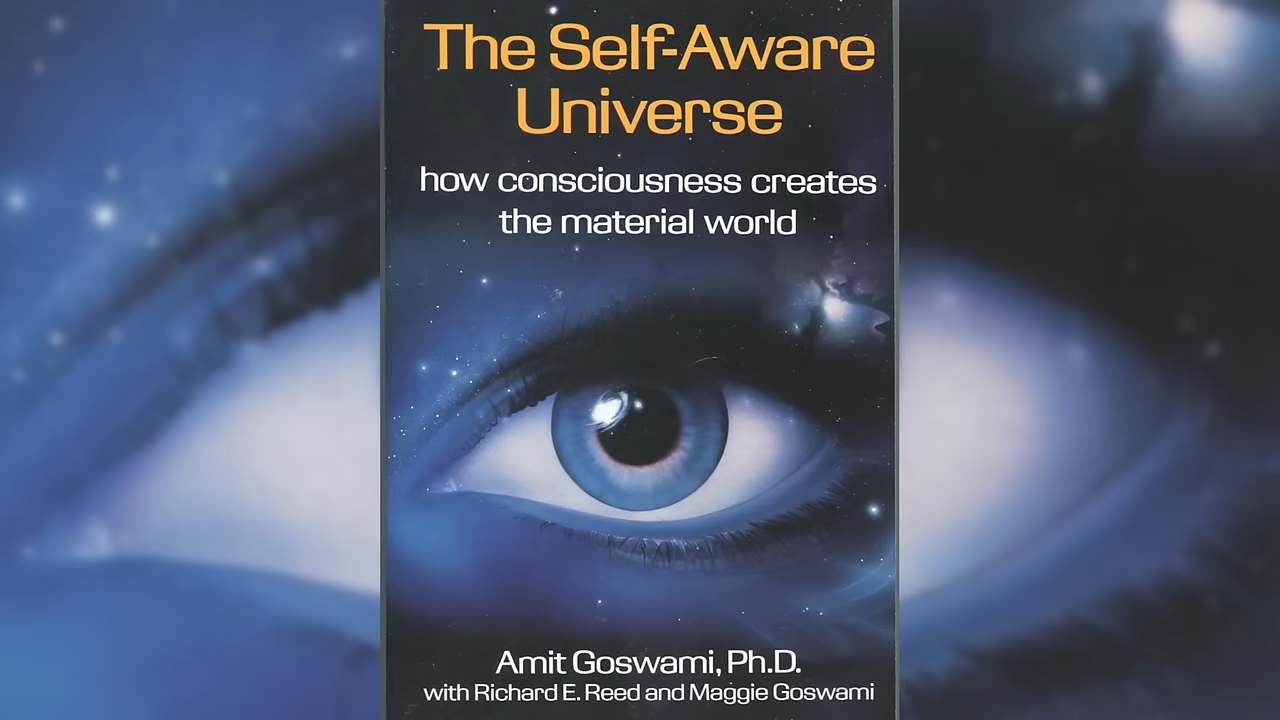 The Self-Aware
Universe
how consciousness creates
the material world
Amit Goswami, Ph.D.
with Richard E. Reed and Maggie Goswami